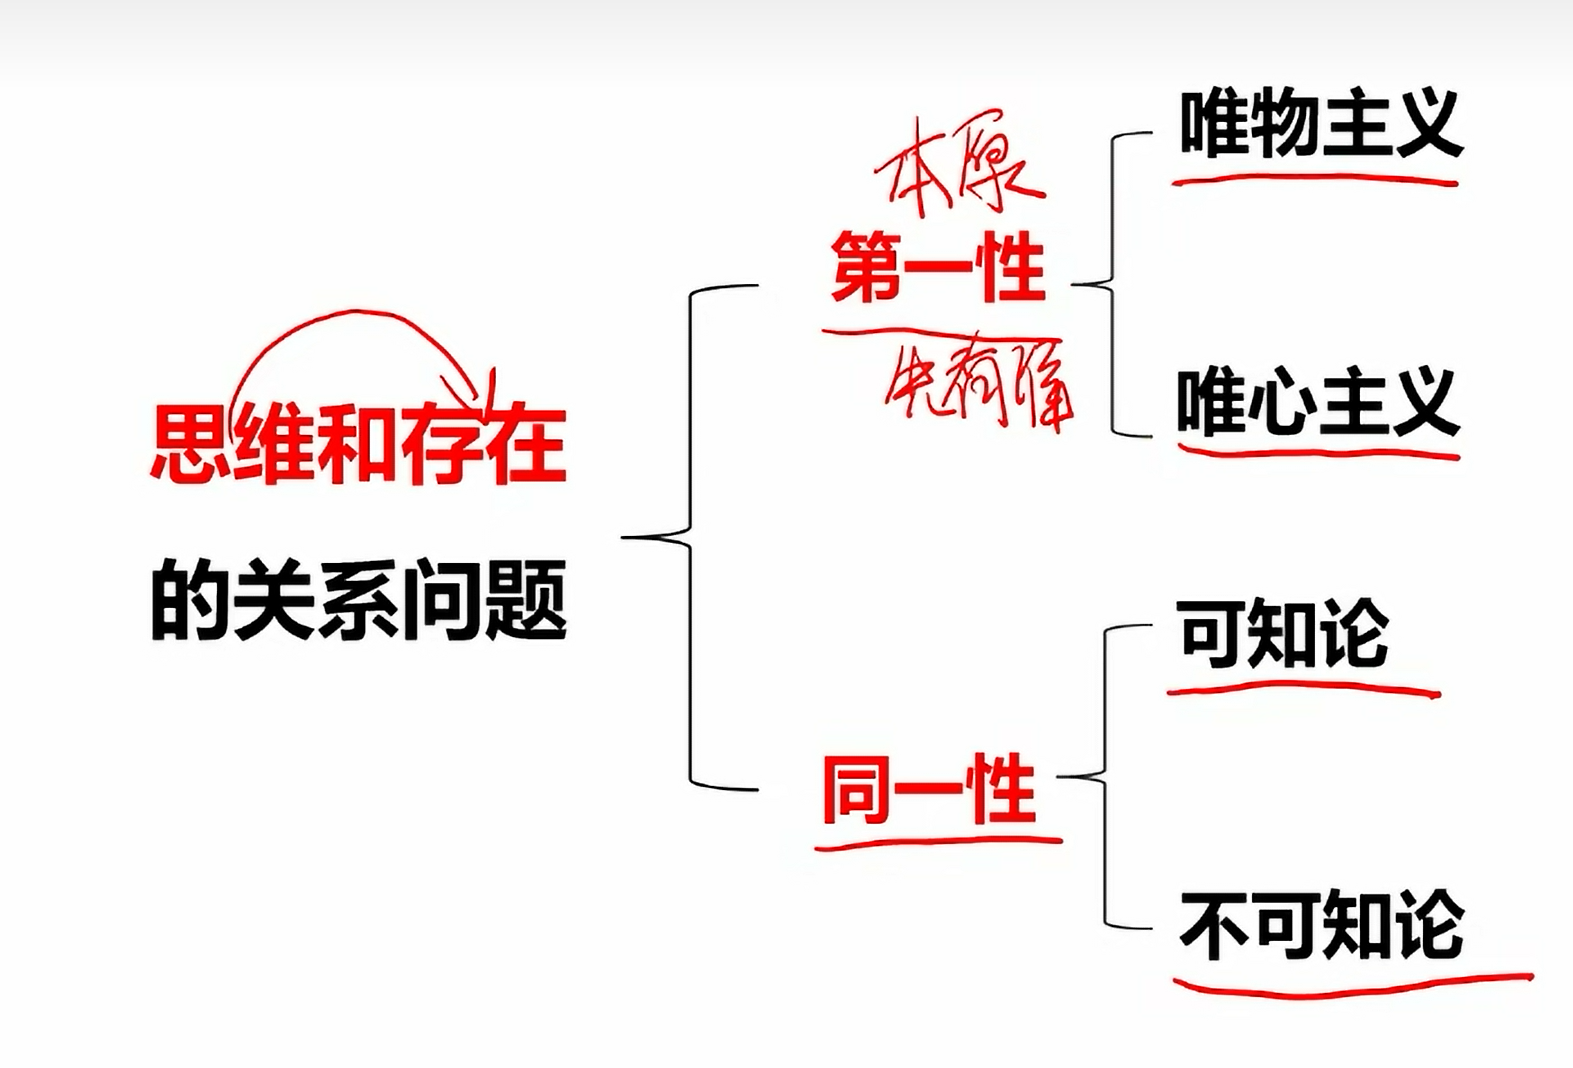 思维和存在
的关系问题
本原
第一性
先有谁
唯物主义
唯心主义
同一性
可知论
不可知论